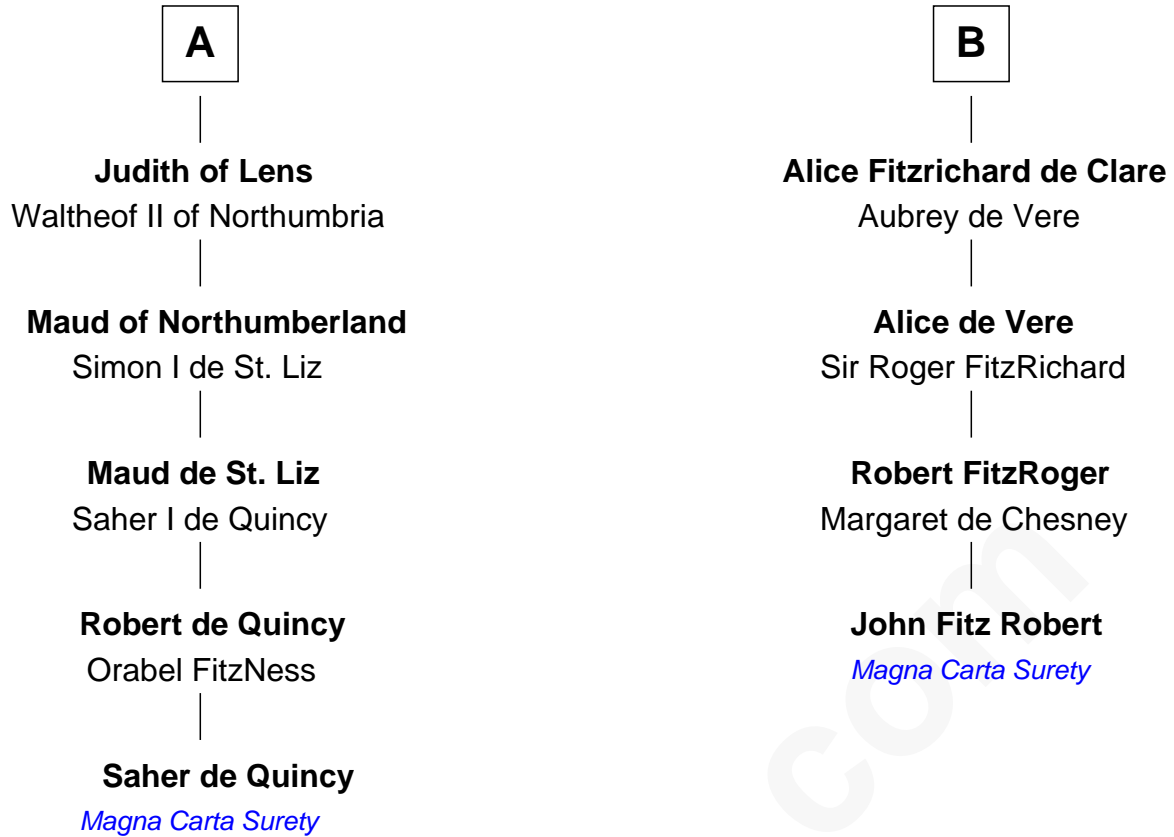 A
Judith of Lens
Waltheof II of Northumbria
Maud of Northumberland
Simon I de St. Liz
Maud de St. Liz
Saher I de Quincy
Robert de Quincy
Orabel FitzNess
Saher de Quincy
Magna Carta Surety
B
Alice Fitzrichard de Clare
Aubrey de Vere
Alice de Vere
Sir Roger FitzRichard
Robert FitzRoger
Margaret de Chesney
John Fitz Robert
Magna Carta Surety
com